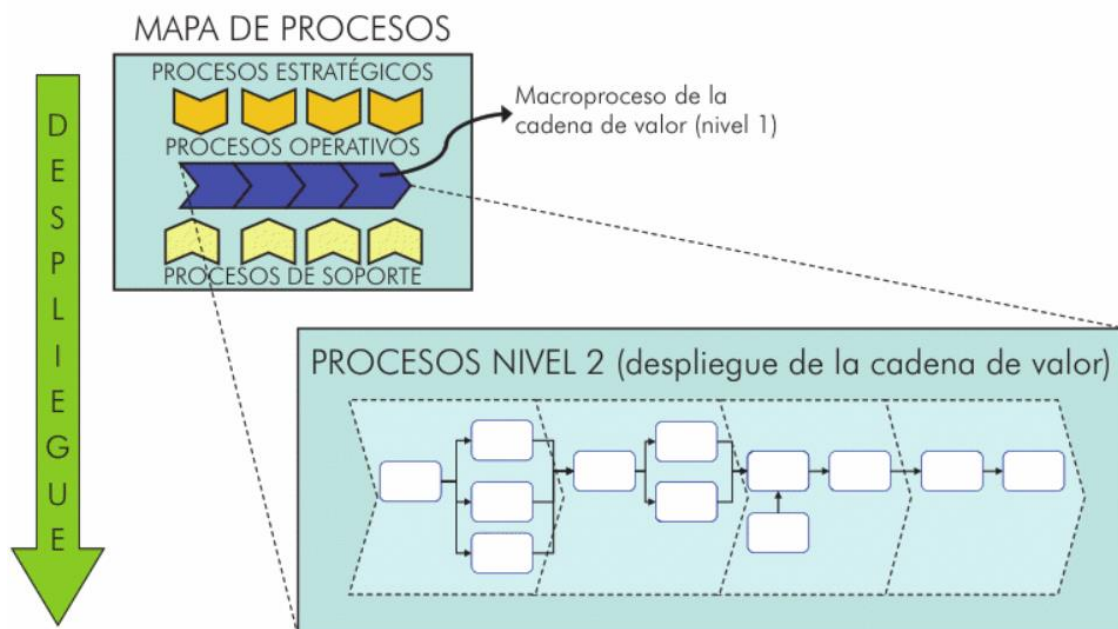 MAPA DE PROCESOS
PROCESOS ESTRATÉGICOS
PROCESOS OPERATIVOS
PROCESOS DE SOPORTE
Macroproceso de la
cadena de valor (nivel 1)
DESPLIEGUE
PROCESOS NIVEL 2 (despliegue de la cadena de valor)